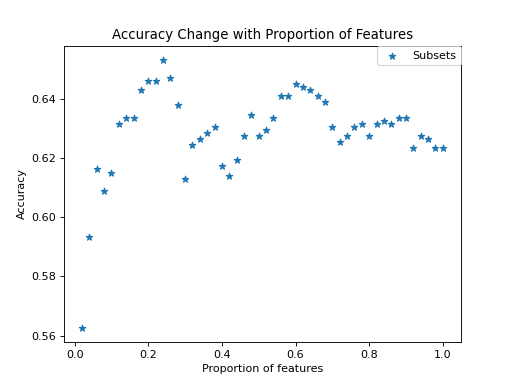 Accuracy Change with Proportion of Features
Subsets
Accuracy
0.64
0.62
0.60
0.58
0.56
0.0 0.2 0.4 0.6 0.8 1.0
Proportion of features